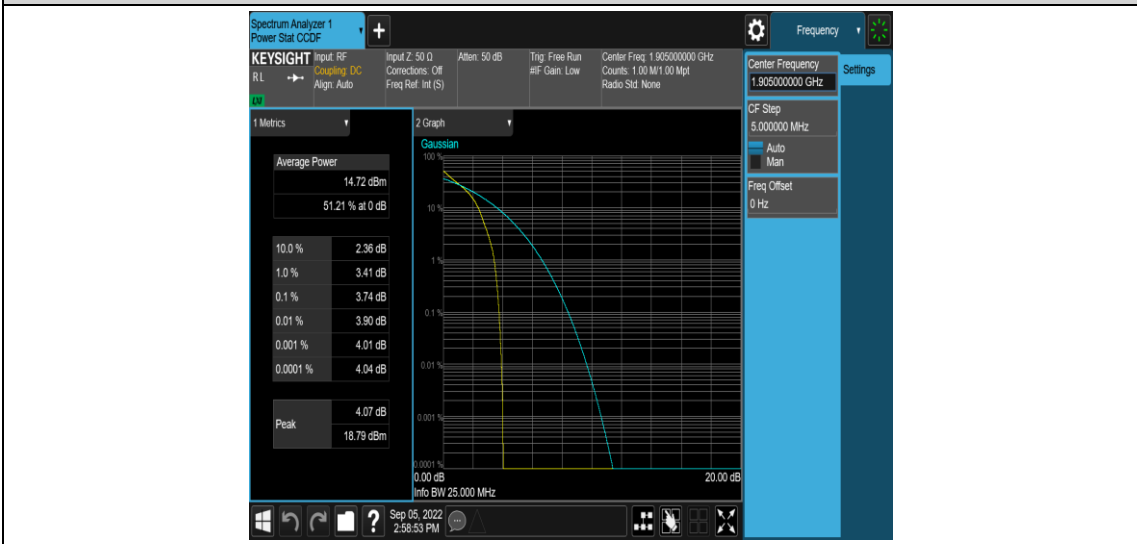 Spectrum Analyzer 1
Power Stat CCDF
+
Frequency
KEYSIGHT
RL
LXI
Input: RF
Coupling: DC
Align: Auto
Input Z: 50 Ω
Corrections: Off
Freq Ref: Int (S)
Atten: 50 dB
Trig: Free Run
#IF Gain: Low
Center Freq: 1.905000000 GHz
Counts: 1.00 M/1.00 Mpt
Radio Std: None
Center Frequency
1.905000000 GHz
Settings
CF Step
5.000000 MHz
Auto
Man
Freq Offset
0 Hz
1 Metrics
Average Power
14.72 dBm
51.21 % at 0 dB
10.0 % 2.36 dB
1.0 % 3.41 dB
0.1 % 3.74 dB
0.01 % 3.90 dB
0.001 % 4.01 dB
0.0001 % 4.04 dB
Peak 4.07 dB
18.79 dBm
2 Graph
Gaussian
100 %
10 %
1 %
0.1 %
0.01 %
0.001 %
0.0001 %
0.00 dB 20.00 dB
Info BW 25.000 MHz
?
Sep 05, 2022
2:58:53 PM